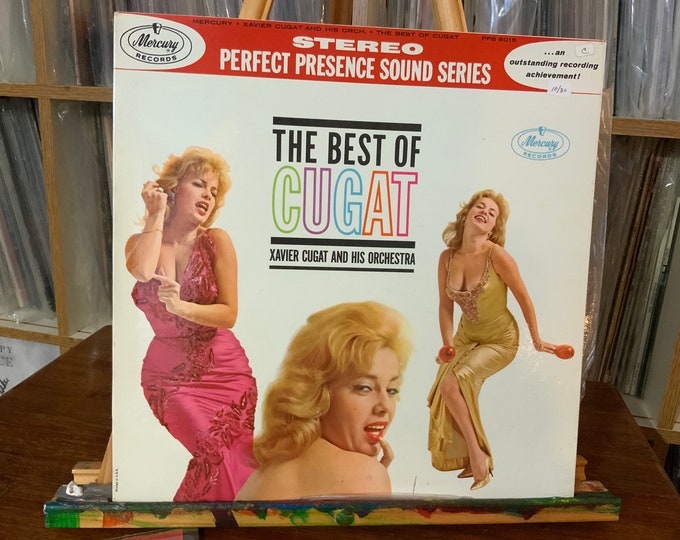 MERCURY • XAVIER CUGAT AND HIS ORCH. • THE BEST OF CUGAT PPS 6015
Mercury
RECORDS
STEREO
PERFECT PRESENCE SOUND SERIES
...an
outstanding recording
achievement!
C.
THE BEST OF
CUGAT
XAVIER CUGAT AND HIS ORCHESTRA
Mercury
RECORDS